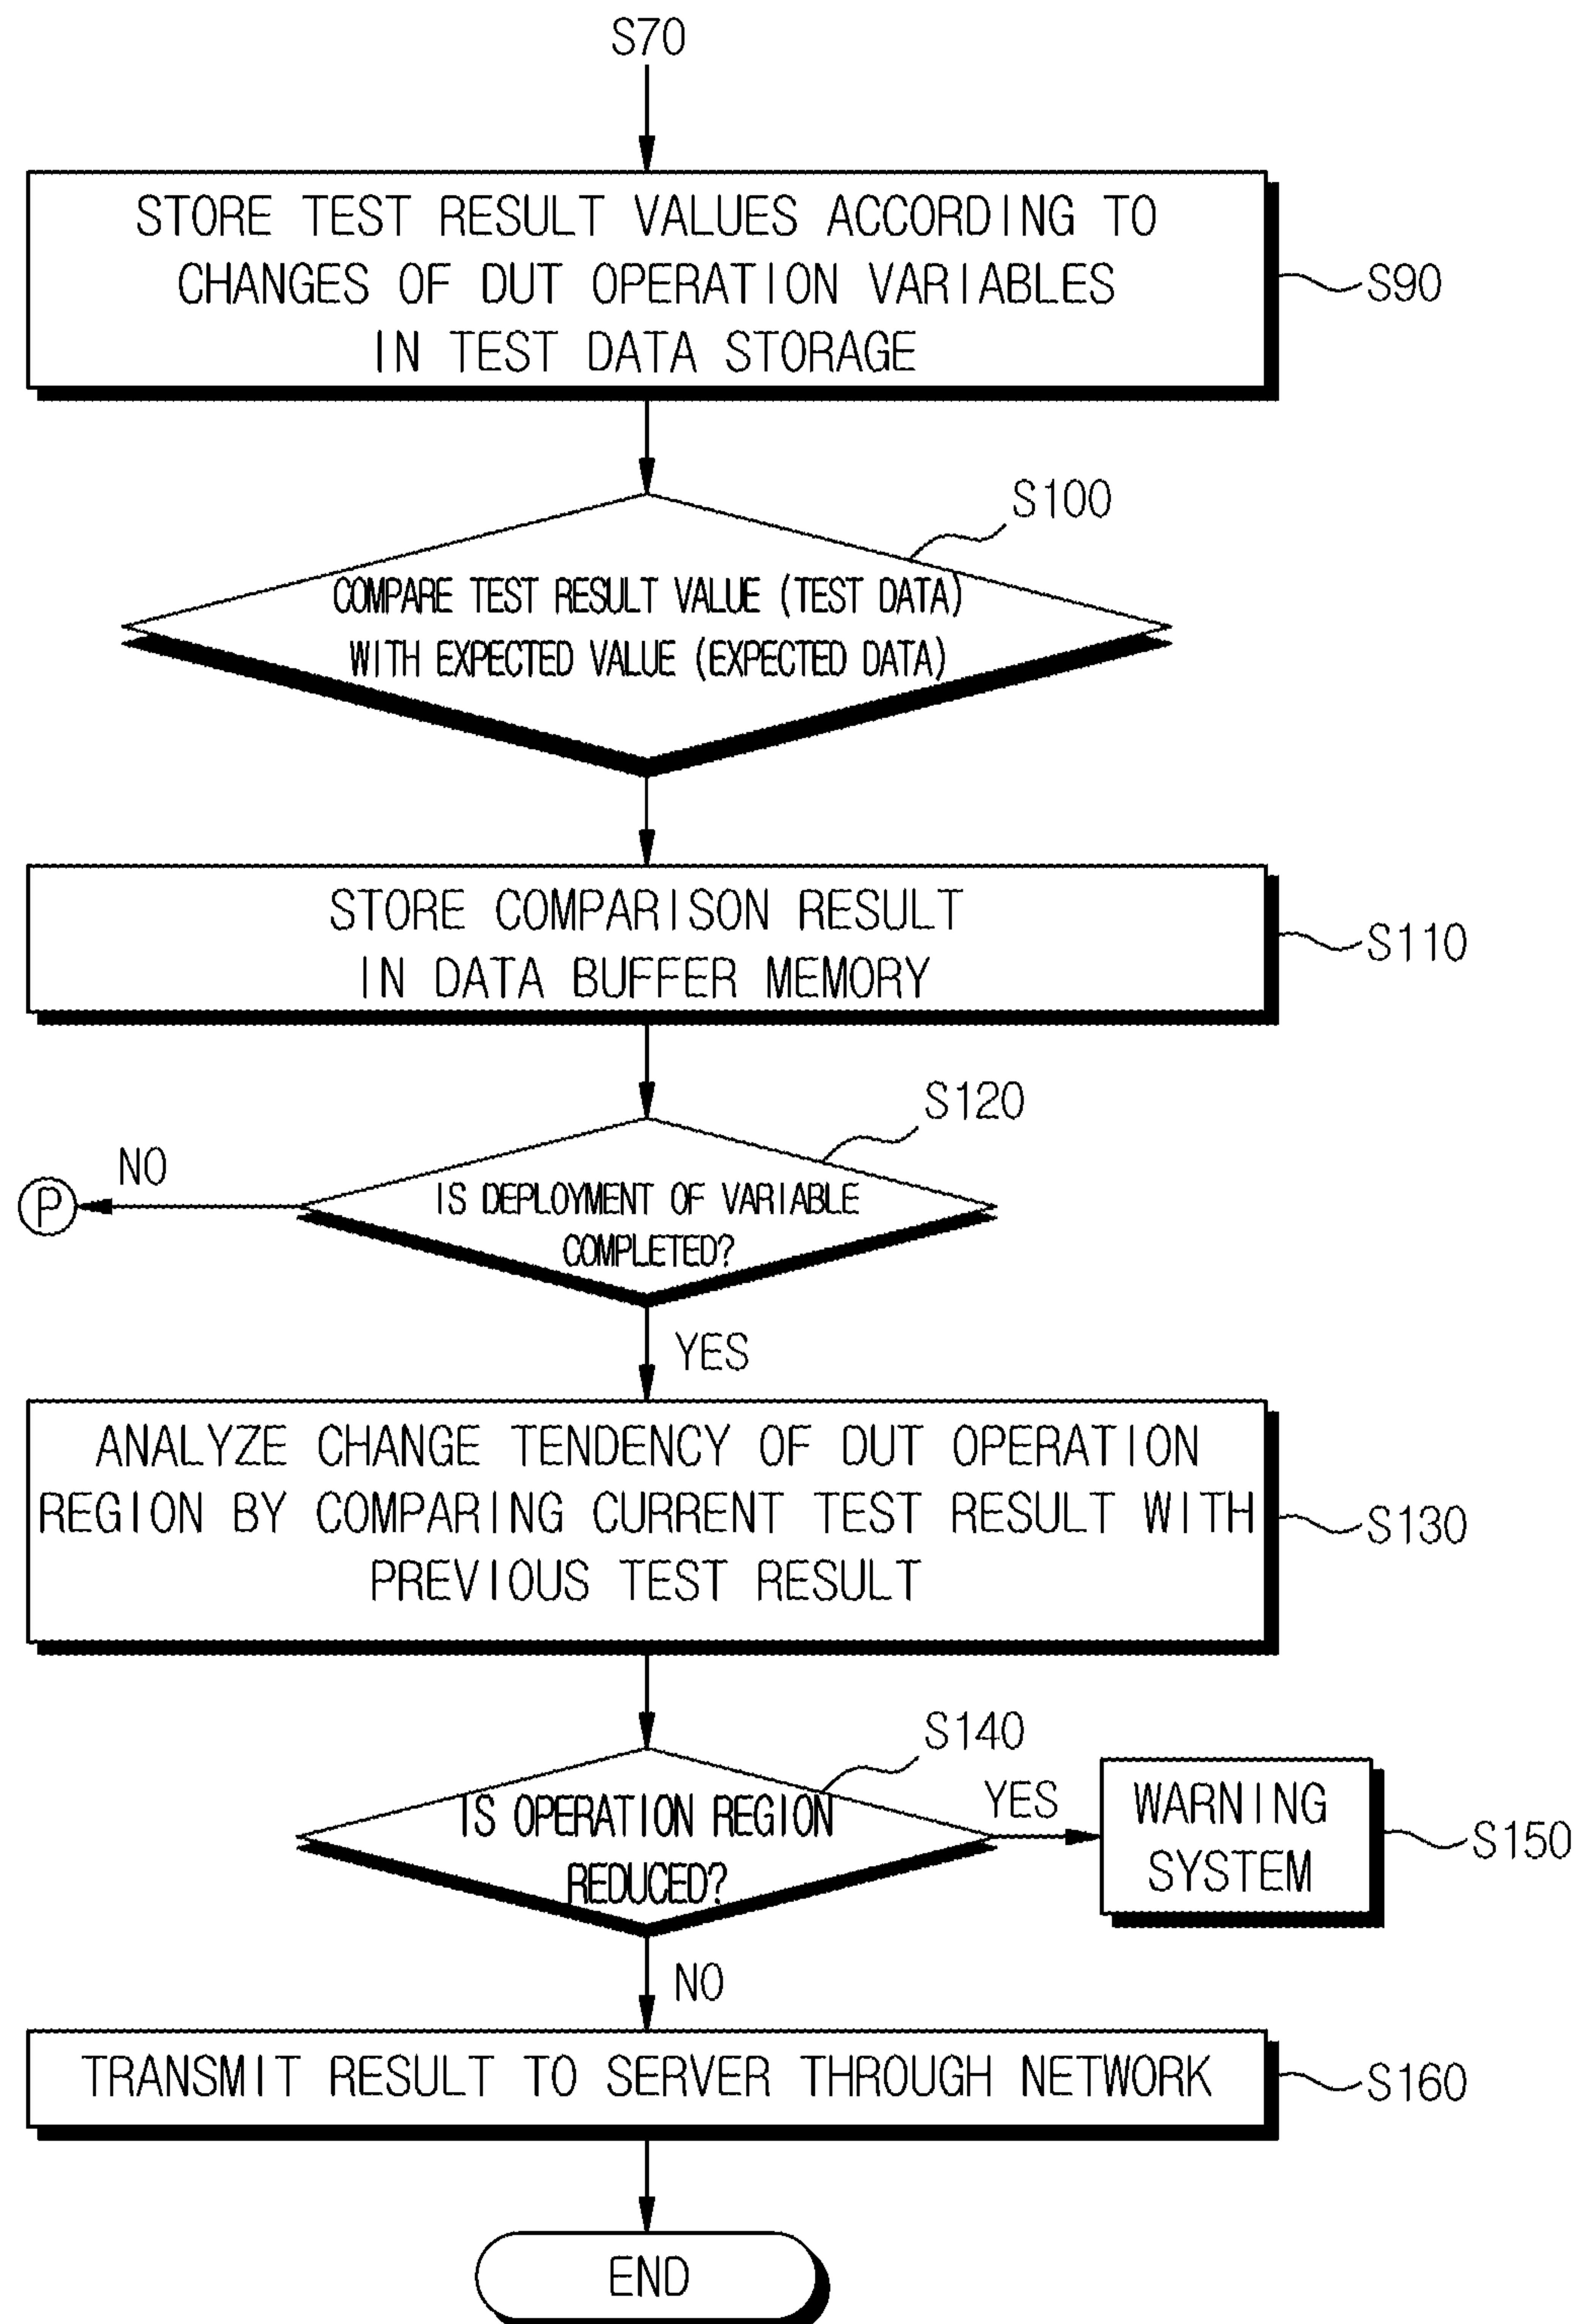 S70
STORE TEST RESULT VALUES ACCORDING TO
CHANGES OF DUT OPERATION VARIABLES
IN TEST DATA STORAGE
S90
S100
COMPARE TEST RESULT VALUE (TEST DATA)
WITH EXPECTED VALUE (EXPECTED DATA)
STORE COMPARISON RESULT
IN DATA BUFFER MEMORY
S110
S120
P
NO
IS DEPLOYMENT OF VARIABLE
COMPLETED?
YES
ANALYZE CHANGE TENDENCY OF DUT OPERATION
REGION BY COMPARING CURRENT TEST RESULT WITH
PREVIOUS TEST RESULT
S130
S140
IS OPERATION REGION
REDUCED?
YES
WARNING
SYSTEM
S150
NO
TRANSMIT RESULT TO SERVER THROUGH NETWORK
S160
END